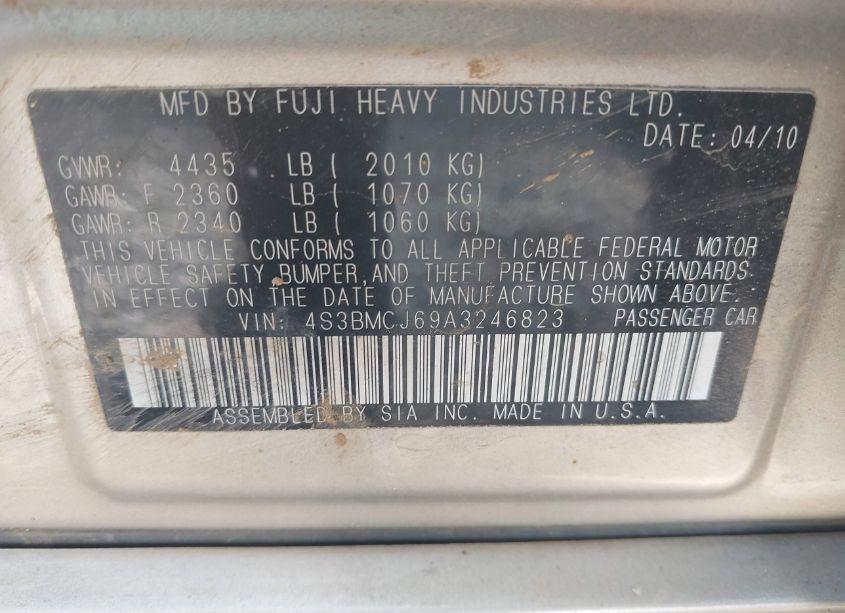 MFD BY FUJI HEAVY INDUSTRIES LTD.
DATE: 04/10
GVWR: 4435 LB ( 2010 KG)
GAWR: F 2360 LB ( 1070 KG)
GAWR: R 2340 LB ( 1060 KG)
THIS VEHICLE CONFORMS TO ALL APPLICABLE FEDERAL MOTOR
VEHICLE SAFETY, BUMPER, AND THEFT PREVENTION STANDARDS
IN EFFECT ON THE DATE OF MANUFACTURE SHOWN ABOVE.
VIN: 4S3BMCJ69A3246823 PASSENGER CAR
ASSEMBLED BY SIA INC. MADE IN U.S.A.